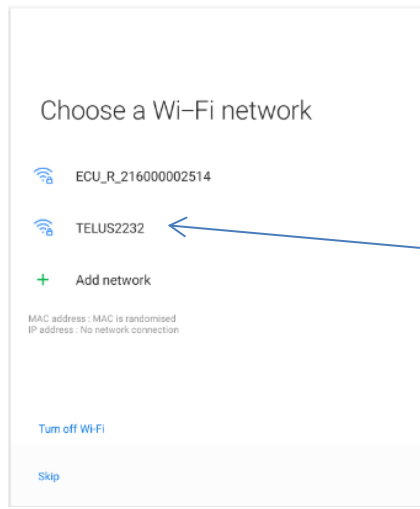 Choose a Wi-Fi network
ECU_R_216000002514
TELUS2232
+ Add network
MAC address : MAC is randomised
IP address : No network connection
Turn off Wi-Fi
Skip